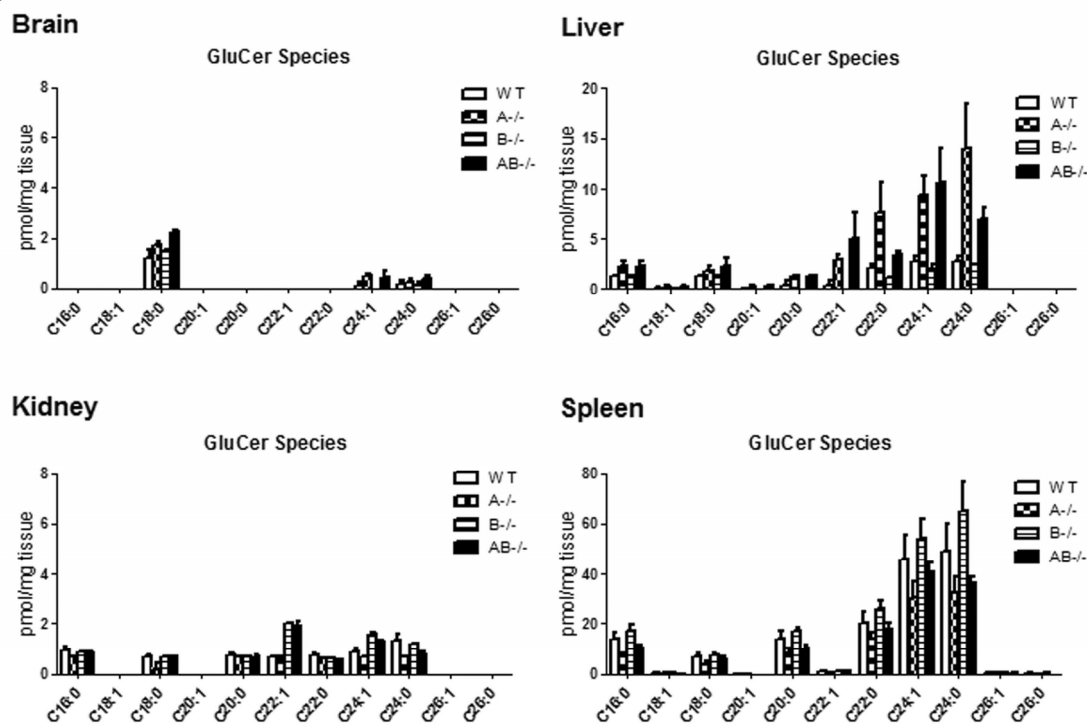 Brain
GluCer Species
pmol/mg tissue
8
6
4
2
0
WT
A-/-
B-/-
AB-/-
C16:0
C18:1
C18:0
C20:1
C20:0
C22:1
C22:0
C24:1
C24:0
C26:1
C26:0
Liver
GluCer Species
pmol/mg tissue
20
15
10
5
0
WT
A-/-
B-/-
AB-/-
C16:0
C18:1
C18:0
C20:1
C20:0
C22:1
C22:0
C24:1
C24:0
C26:1
C26:0
Kidney
GluCer Species
pmol/mg tissue
8
6
4
2
0
WT
A-/-
B-/-
AB-/-
C16:0
C18:1
C18:0
C20:1
C20:0
C22:1
C22:0
C24:1
C24:0
C26:1
C26:0
Spleen
GluCer Species
pmol/mg tissue
80
60
40
20
0
WT
A-/-
B-/-
AB-/-
C16:0
C18:1
C18:0
C20:1
C20:0
C22:1
C22:0
C24:1
C24:0
C26:1
C26:0